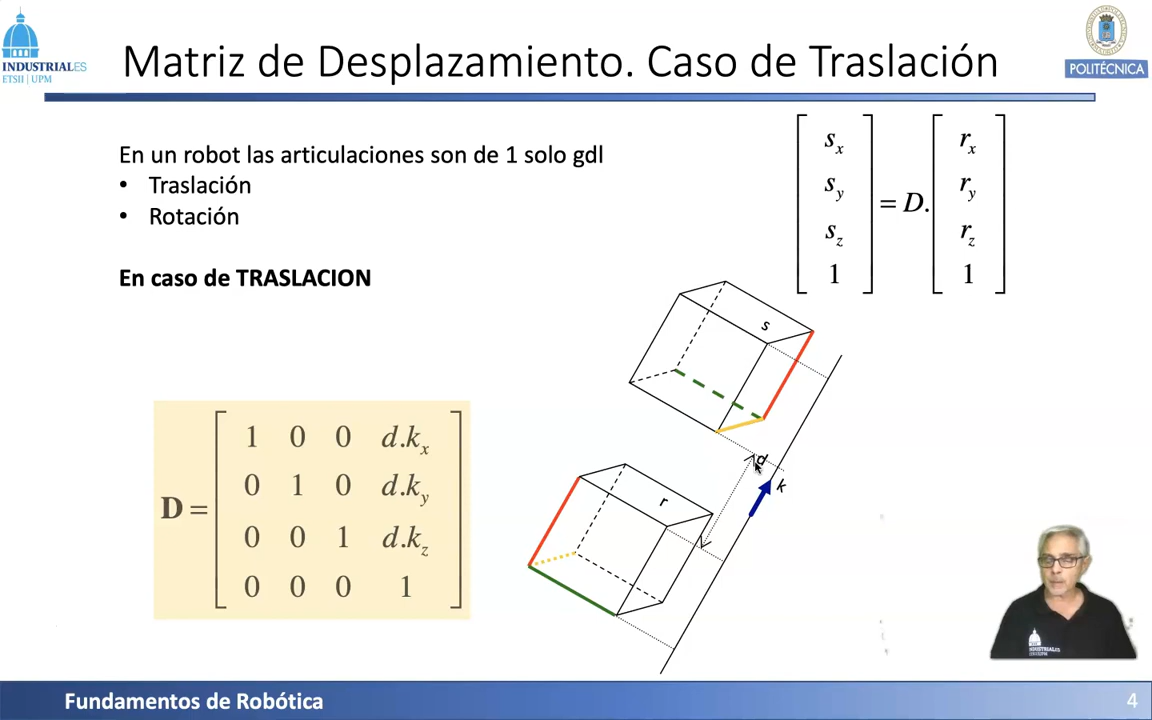 INDUSTRIALES
ETSII | UPM
Matriz de Desplazamiento. Caso de Traslación
POLITÉCNICA
En un robot las articulaciones son de 1 solo gdl
• Traslación
• Rotación
En caso de TRASLACION
s_x
s_y
s_z
1
= D.
r_x
r_y
r_z
1
s
d
k
r
D =
1 0 0 d.k_x
0 1 0 d.k_y
0 0 1 d.k_z
0 0 0 1
INDUSTRIALES
Fundamentos de Robótica
4